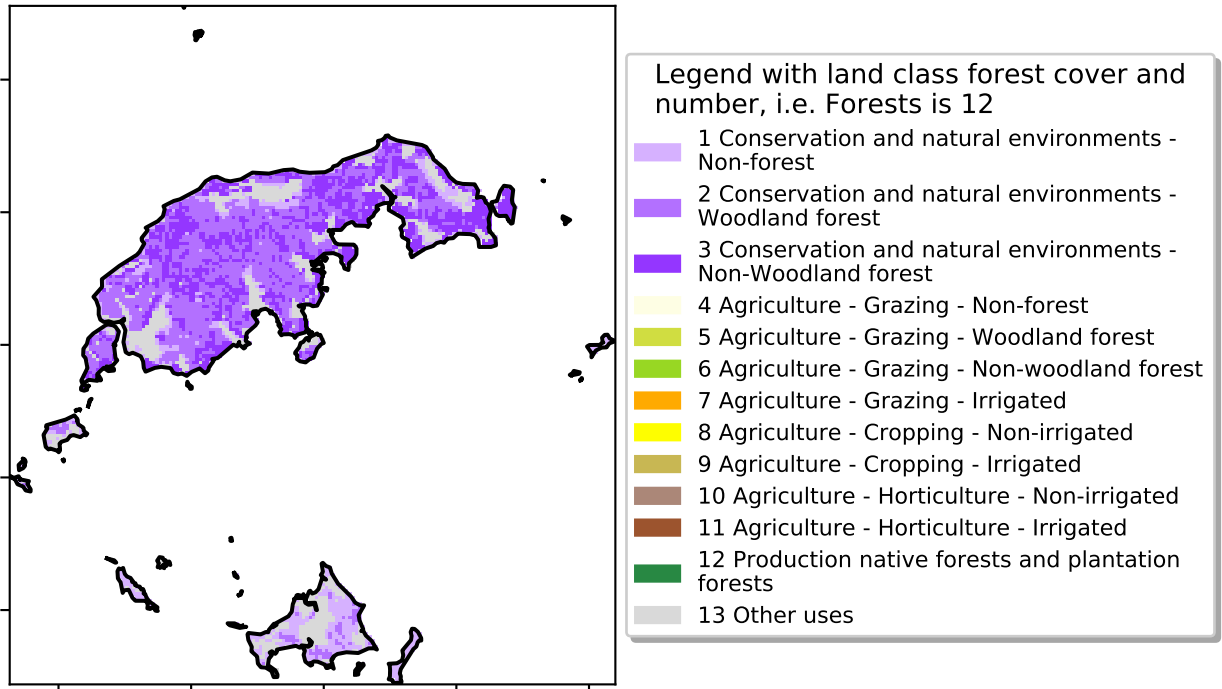 Legend with land class forest cover and
number, i.e. Forests is 12
1 Conservation and natural environments -
Non-forest
2 Conservation and natural environments -
Woodland forest
3 Conservation and natural environments -
Non-Woodland forest
4 Agriculture - Grazing - Non-forest
5 Agriculture - Grazing - Woodland forest
6 Agriculture - Grazing - Non-woodland forest
7 Agriculture - Grazing - Irrigated
8 Agriculture - Cropping - Non-irrigated
9 Agriculture - Cropping - Irrigated
10 Agriculture - Horticulture - Non-irrigated
11 Agriculture - Horticulture - Irrigated
12 Production native forests and plantation
forests
13 Other uses